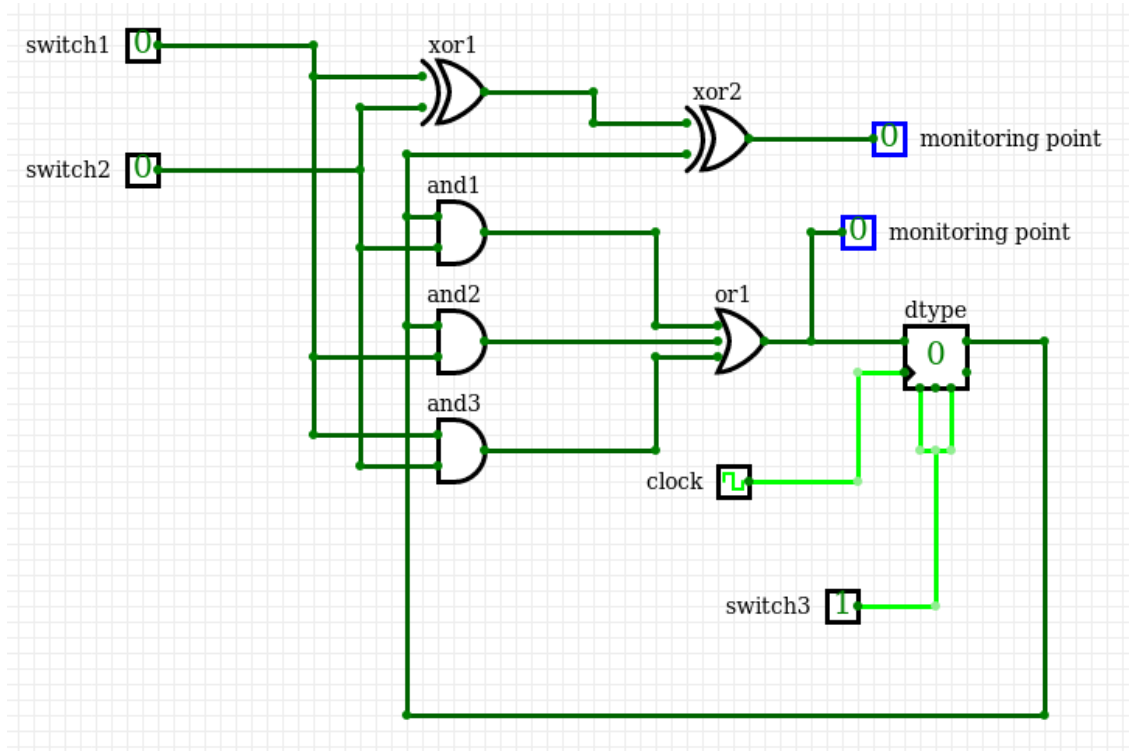 switch1 0
xor1
xor2
0 monitoring point
switch2 0
and1
0 monitoring point
and2
or1
dtype
0
and3
clock
switch3 1